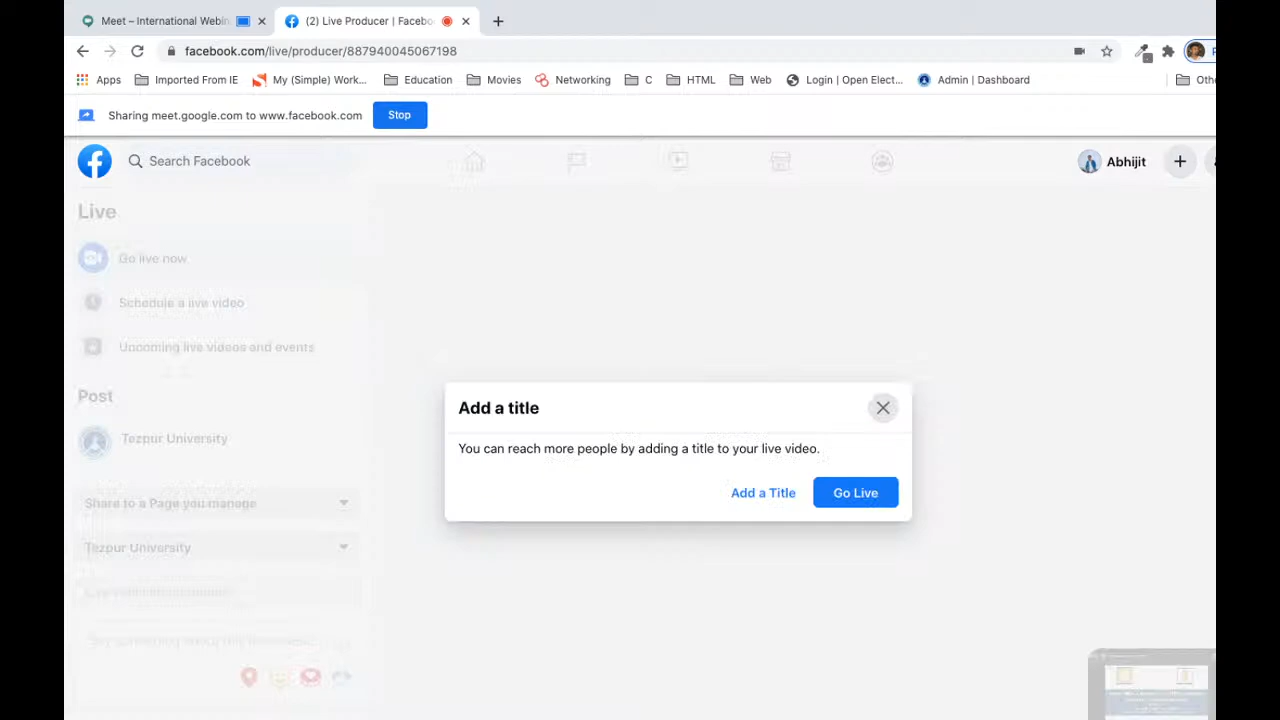 Meet – International Webin
(2) Live Producer | Facebo
facebook.com/live/producer/887940045067198
Apps
Imported From IE
My (Simple) Work...
Education
Movies
Networking
C
HTML
Web
Login | Open Elect...
Admin | Dashboard
Othe
Sharing meet.google.com to www.facebook.com
Stop
Search Facebook
Abhijit
Live
Go live now
Schedule a live video
Upcoming live videos and events
Post
Tezpur University
Share to a Page you manage
Tezpur University
Add a title
You can reach more people by adding a title to your live video.
Add a Title
Go Live